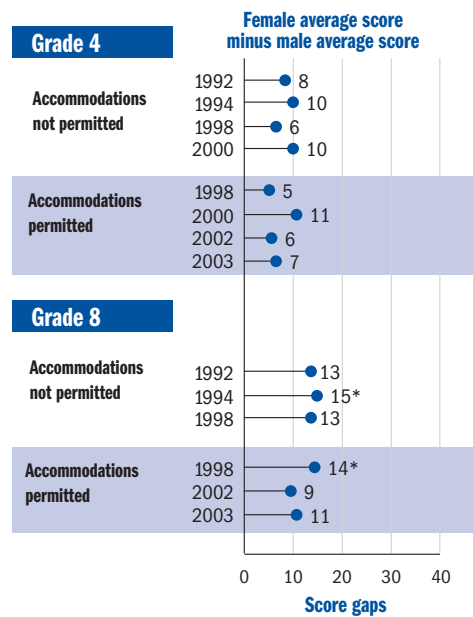 Female average score
minus male average score
Grade 4
Accommodations
not permitted
1992 8
1994 10
1998 6
2000 10
Accommodations
permitted
1998 5
2000 11
2002 6
2003 7
Grade 8
Accommodations
not permitted
1992 13
1994 15*
1998 13
Accommodations
permitted
1998 14*
2002 9
2003 11
0 10 20 30 40
Score gaps